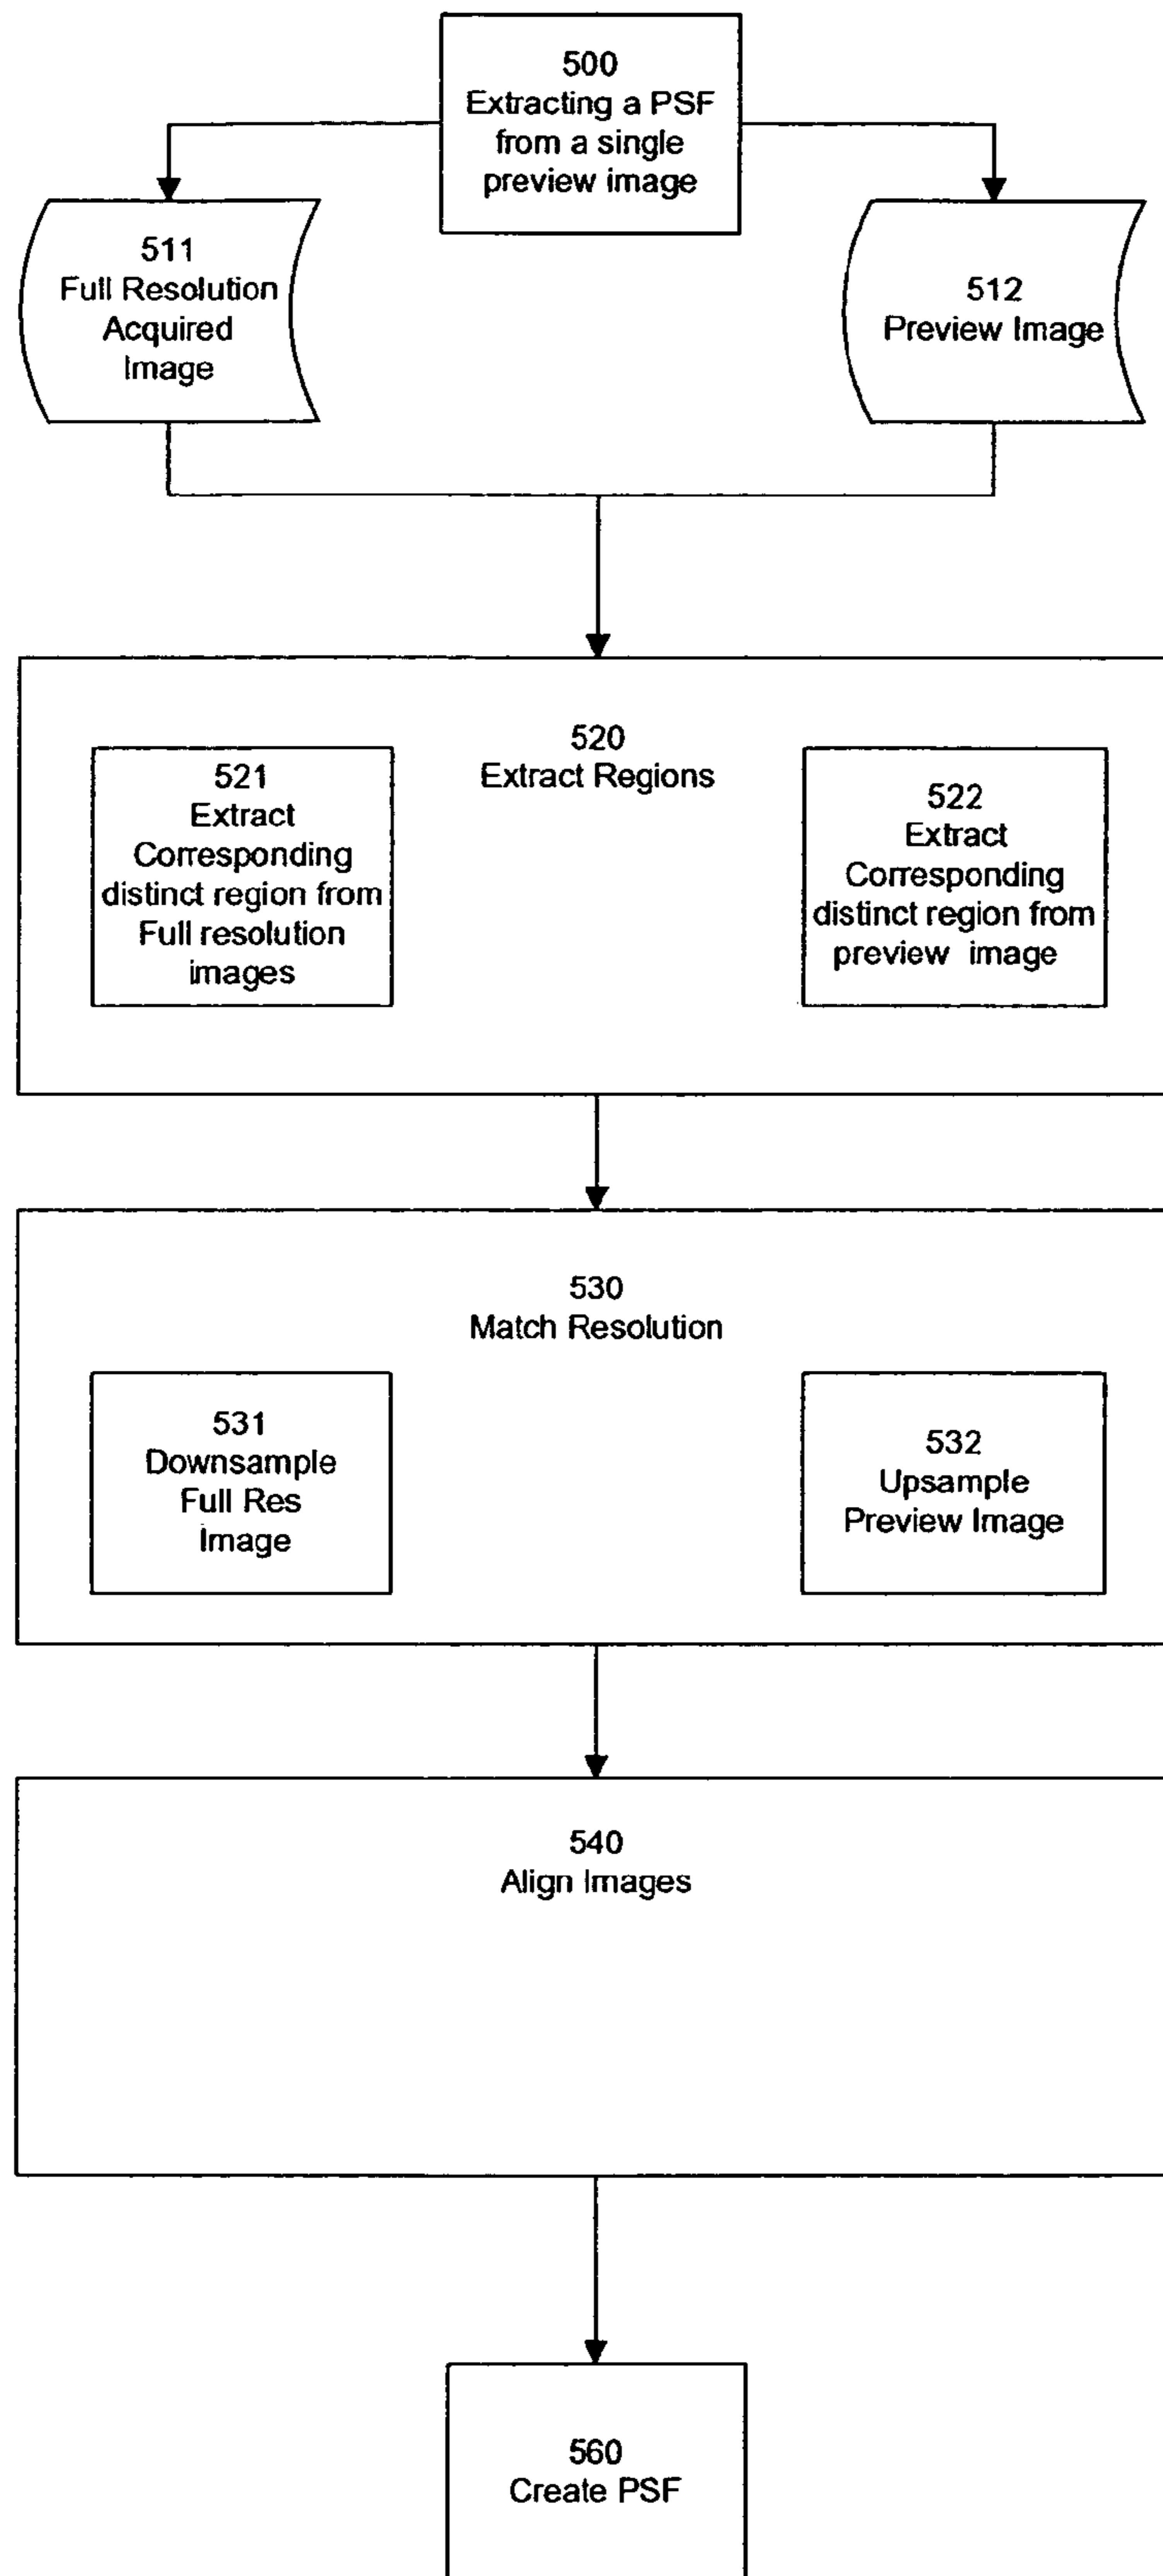 500
Extracting a PSF
from a single
preview image
511
Full Resolution
Acquired
Image
512
Preview Image
520
Extract Regions
521
Extract
Corresponding
distinct region from
Full resolution
images
522
Extract
Corresponding
distinct region from
preview image
530
Match Resolution
531
Downsample
Full Res
Image
532
Upsample
Preview Image
540
Align Images
560
Create PSF